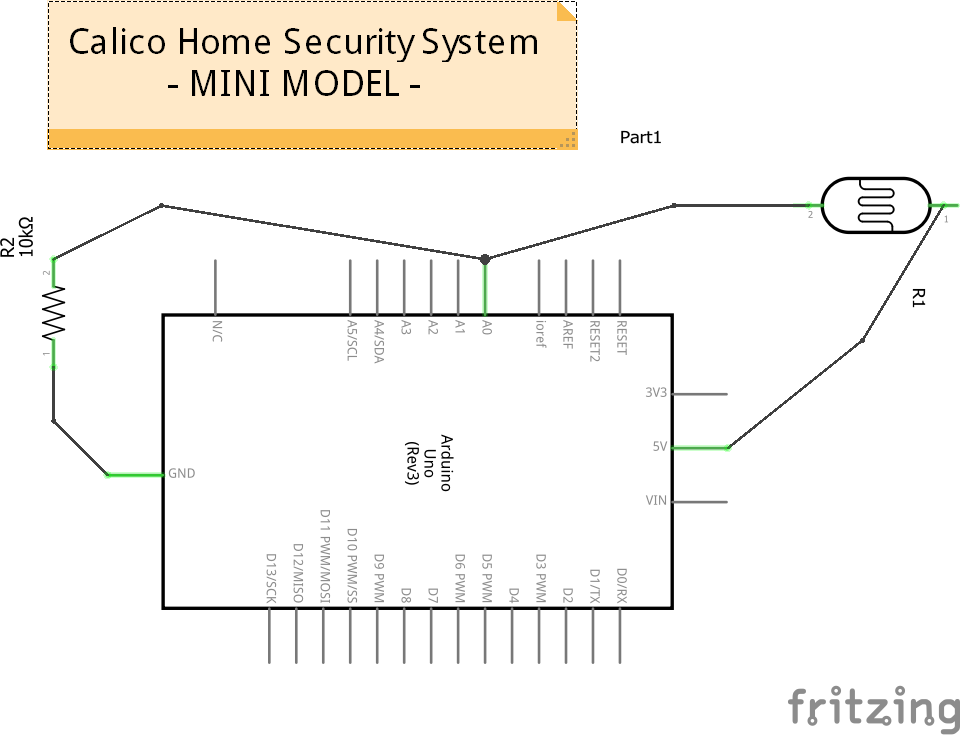 Calico Home Security System
- MINI MODEL -
Part1
2
1
R1
R2
10kΩ
2
1
N/C
A5/SCL
A4/SDA
A3
A2
A1
A0
ioref
AREF
RESET2
RESET
3V3
5V
VIN
GND
Arduino
Uno
(Rev3)
D13/SCK
D12/MISO
D11 PWM/MOSI
D10 PWM/SS
D9 PWM
D8
D7
D6 PWM
D5 PWM
D4
D3 PWM
D2
D1/TX
D0/RX
fritzing